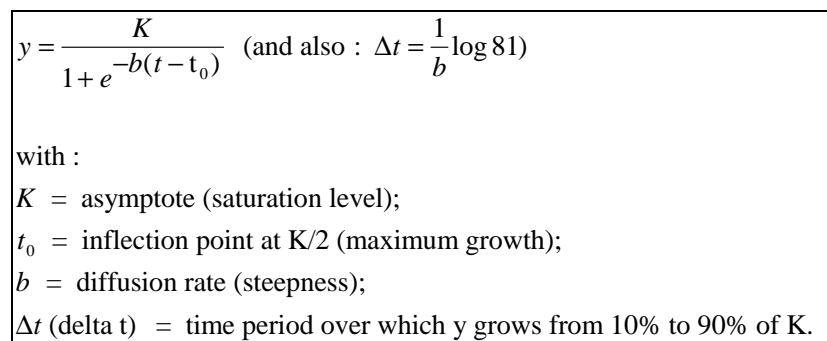 y = K / (1 + e^{-b(t - t₀)}) (and also : Δt = 1/b log 81)
with :
K = asymptote (saturation level);
t₀ = inflection point at K/2 (maximum growth);
b = diffusion rate (steepness);
Δt (delta t) = time period over which y grows from 10% to 90% of K.